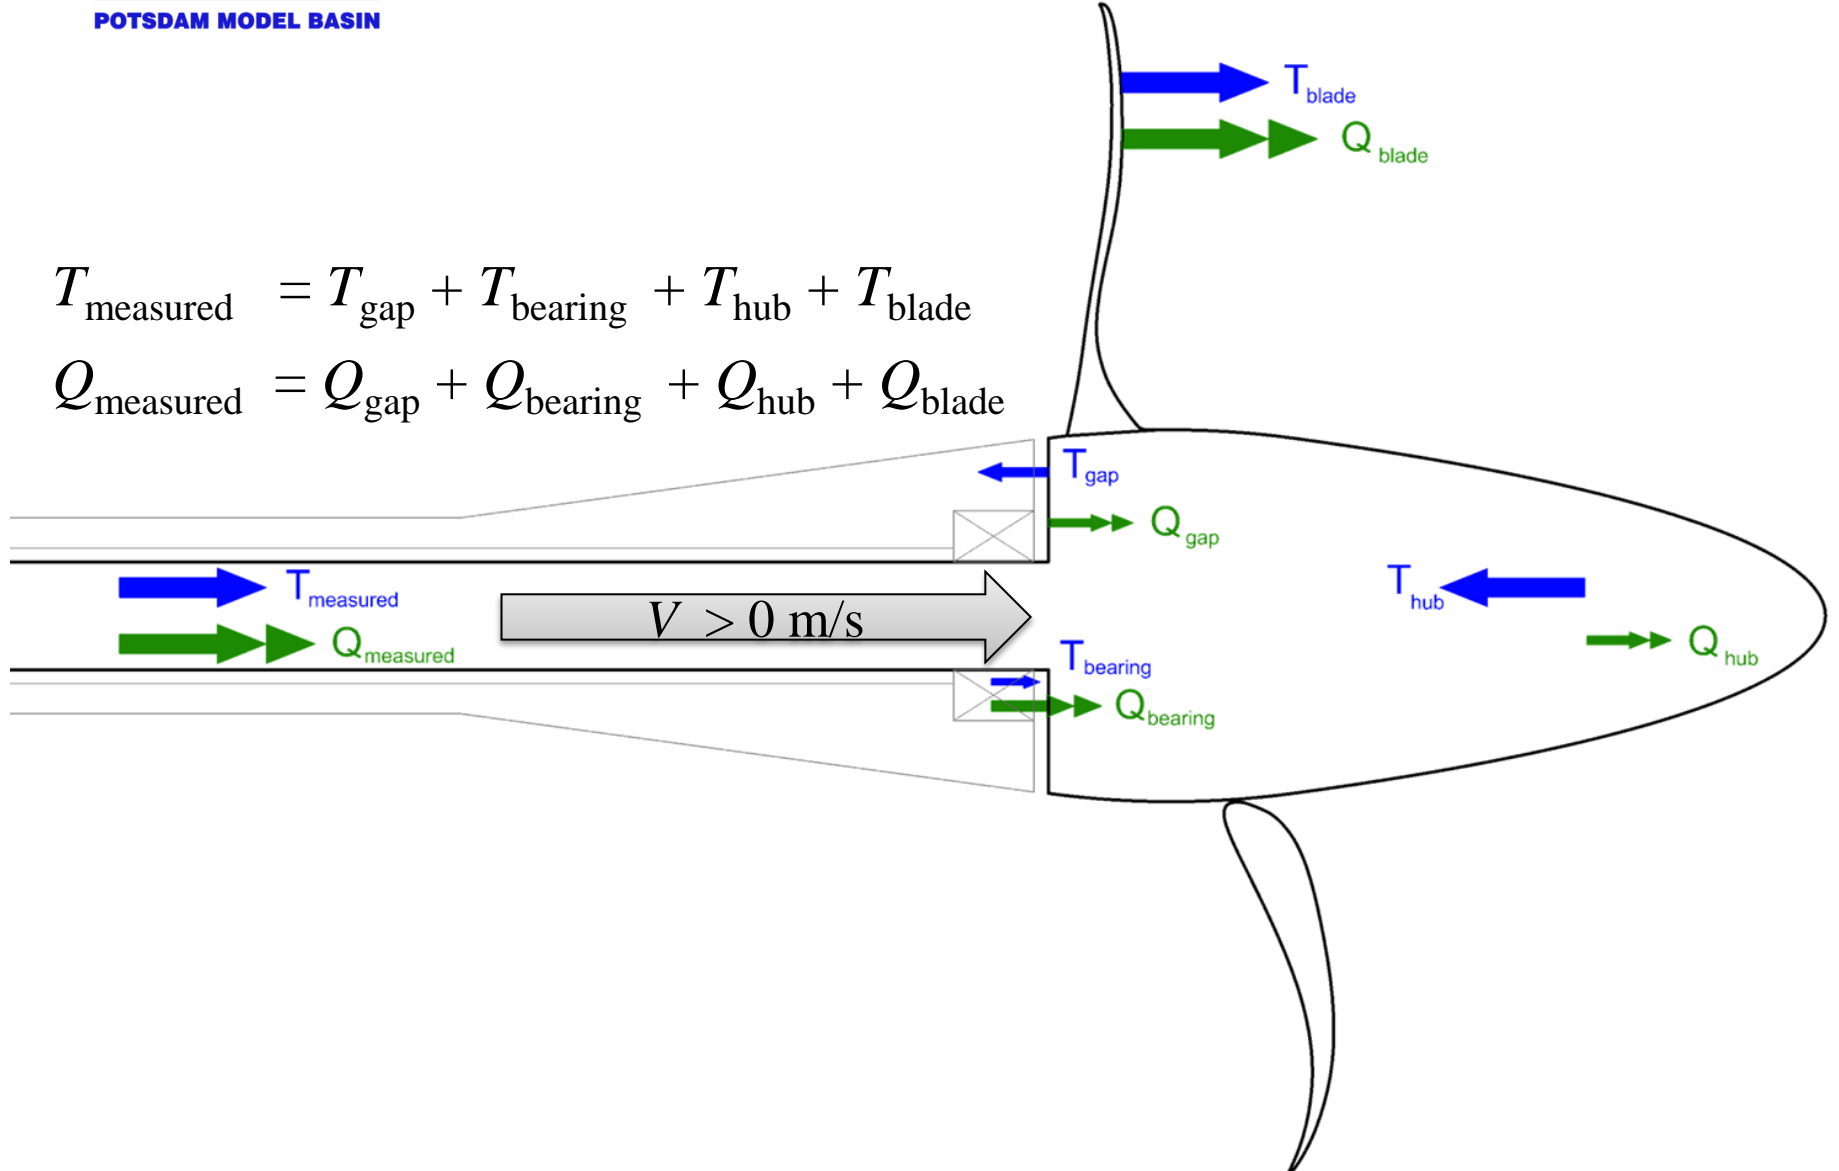 POTSDAM MODEL BASIN
T blade
Q blade
T measured = T gap + T bearing + T hub + T blade
Q measured = Q gap + Q bearing + Q hub + Q blade
T gap
Q gap
T measured
V > 0 m/s
T hub
Q measured
Q hub
T bearing
Q bearing